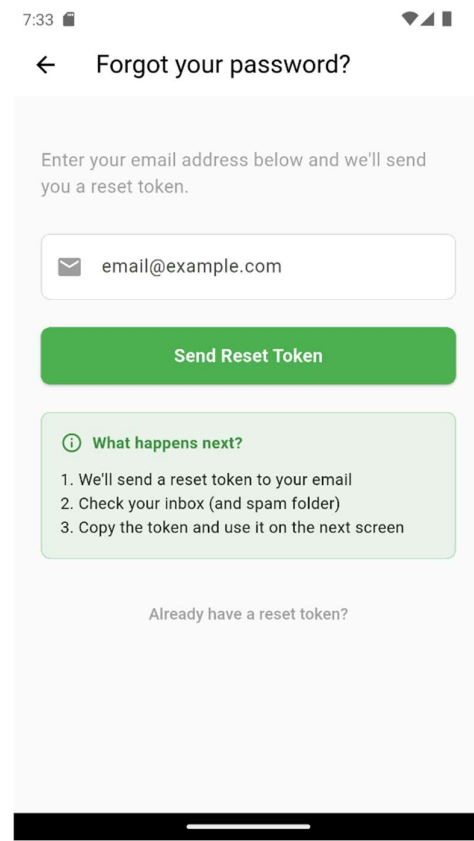 7:33
Forgot your password?
Enter your email address below and we'll send
you a reset token.
email@example.com
Send Reset Token
What happens next?
1. We'll send a reset token to your email
2. Check your inbox (and spam folder)
3. Copy the token and use it on the next screen
Already have a reset token?